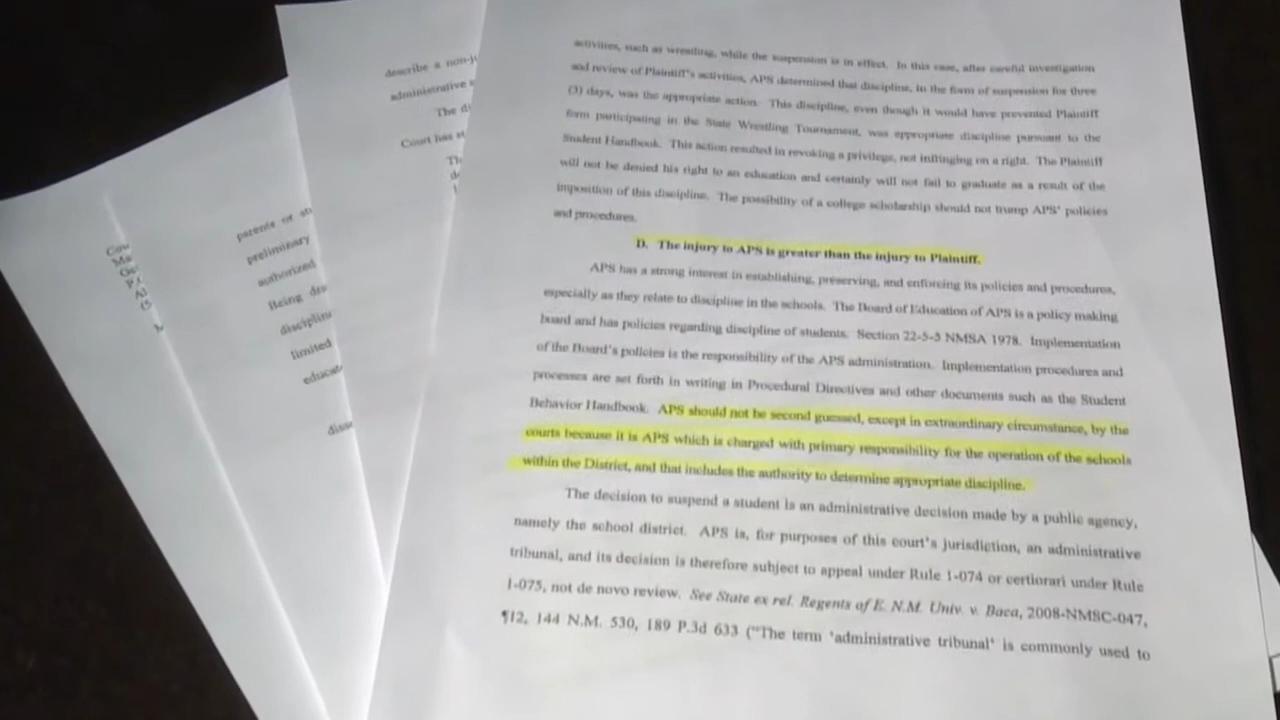 Cov
Ma
Ge
P.O
Al
(5
M
parents of stu
preliminary
authorized
Being dis
disciplin
limited
educat
disse
describe a non-ju
administrative s
The di
Court has st
Th
de
activities, such as wrestling, while the suspension is in effect. In this case, after careful investigation
and review of Plaintiff's activities, APS determined that discipline, in the form of suspension for three
(3) days, was the appropriate action. This discipline, even though it would have prevented Plaintiff
form participating in the State Wrestling Tournament, was appropriate discipline pursuant to the
Student Handbook. This action resulted in revoking a privilege, not infringing on a right. The Plaintiff
will not be denied his right to an education and certainly will not fail to graduate as a result of the
imposition of this discipline. The possibility of a college scholarship should not trump APS' policies
and procedures.
D. The injury to APS is greater than the injury to Plaintiff.
APS has a strong interest in establishing, preserving, and enforcing its policies and procedures,
especially as they relate to discipline in the schools. The Board of Education of APS is a policy making
board and has policies regarding discipline of students. Section 22-5-5 NMSA 1978. Implementation
of the Board's policies is the responsibility of the APS administration. Implementation procedures and
processes are set forth in writing in Procedural Directives and other documents such as the Student
Behavior Handbook. APS should not be second guessed, except in extraordinary circumstance, by the
courts because it is APS which is charged with primary responsibility for the operation of the schools
within the District, and that includes the authority to determine appropriate discipline.
The decision to suspend a student is an administrative decision made by a public agency,
namely the school district. APS is, for purposes of this court's jurisdiction, an administrative
tribunal, and its decision is therefore subject to appeal under Rule 1-074 or certiorari under Rule
1-075, not de novo review. See State ex rel. Regents of E. N.M. Univ. v. Baca, 2008-NMSC-047,
¶12, 144 N.M. 530, 189 P.3d 633 ("The term 'administrative tribunal' is commonly used to